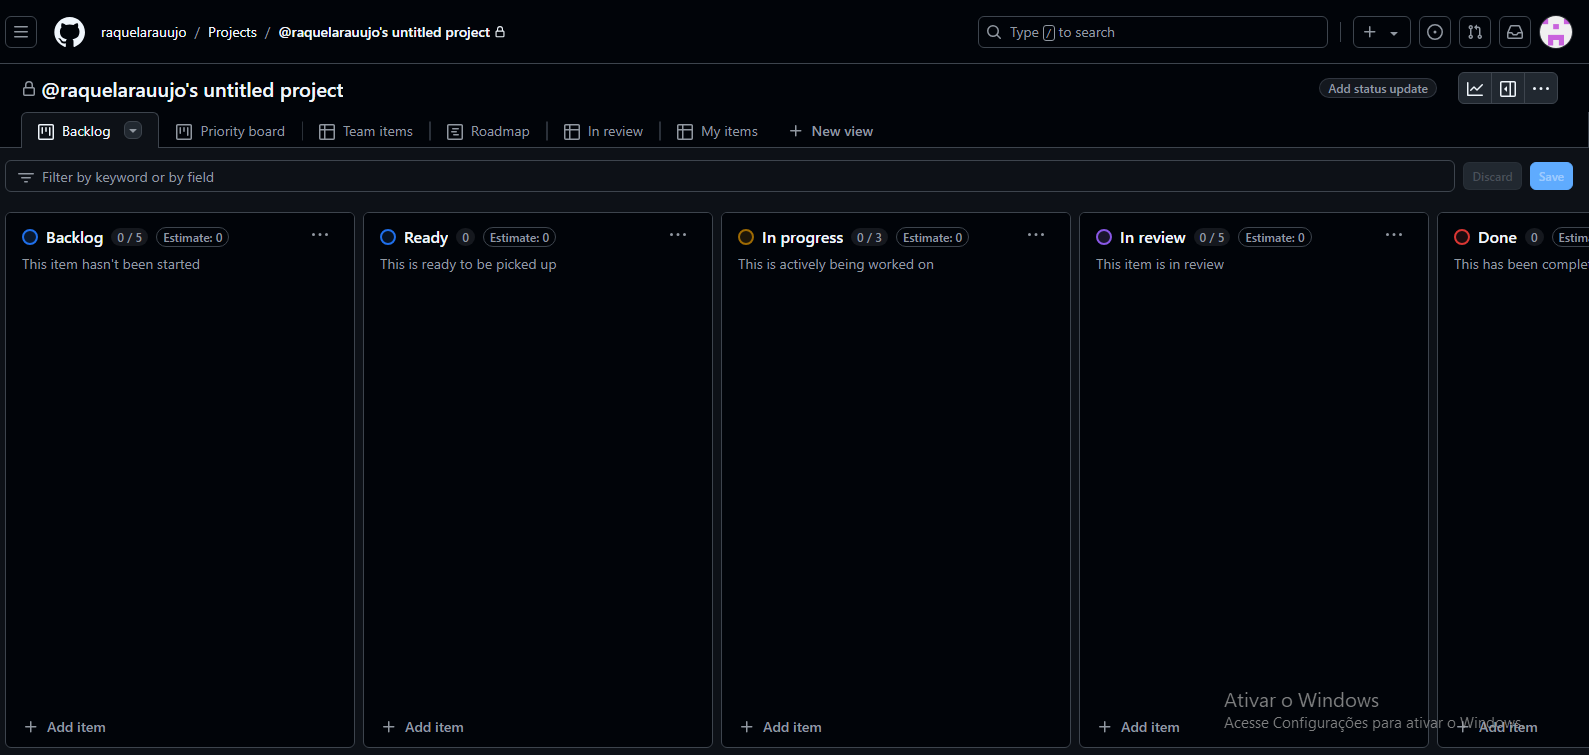 raquelarauujo / Projects / @raquelarauujo's untitled project
Type / to search
@raquelarauujo's untitled project
Add status update
Backlog
Priority board
Team items
Roadmap
In review
My items
New view
Filter by keyword or by field
Discard
Save
Backlog 0 / 5 Estimate: 0
This item hasn't been started
Ready 0 Estimate: 0
This is ready to be picked up
In progress 0 / 3 Estimate: 0
This is actively being worked on
In review 0 / 5 Estimate: 0
This item is in review
Done 0 Estim
This has been comple
Add item
Add item
Add item
Add item
Add item
Ativar o Windows
Acesse Configurações para ativar o Windows.